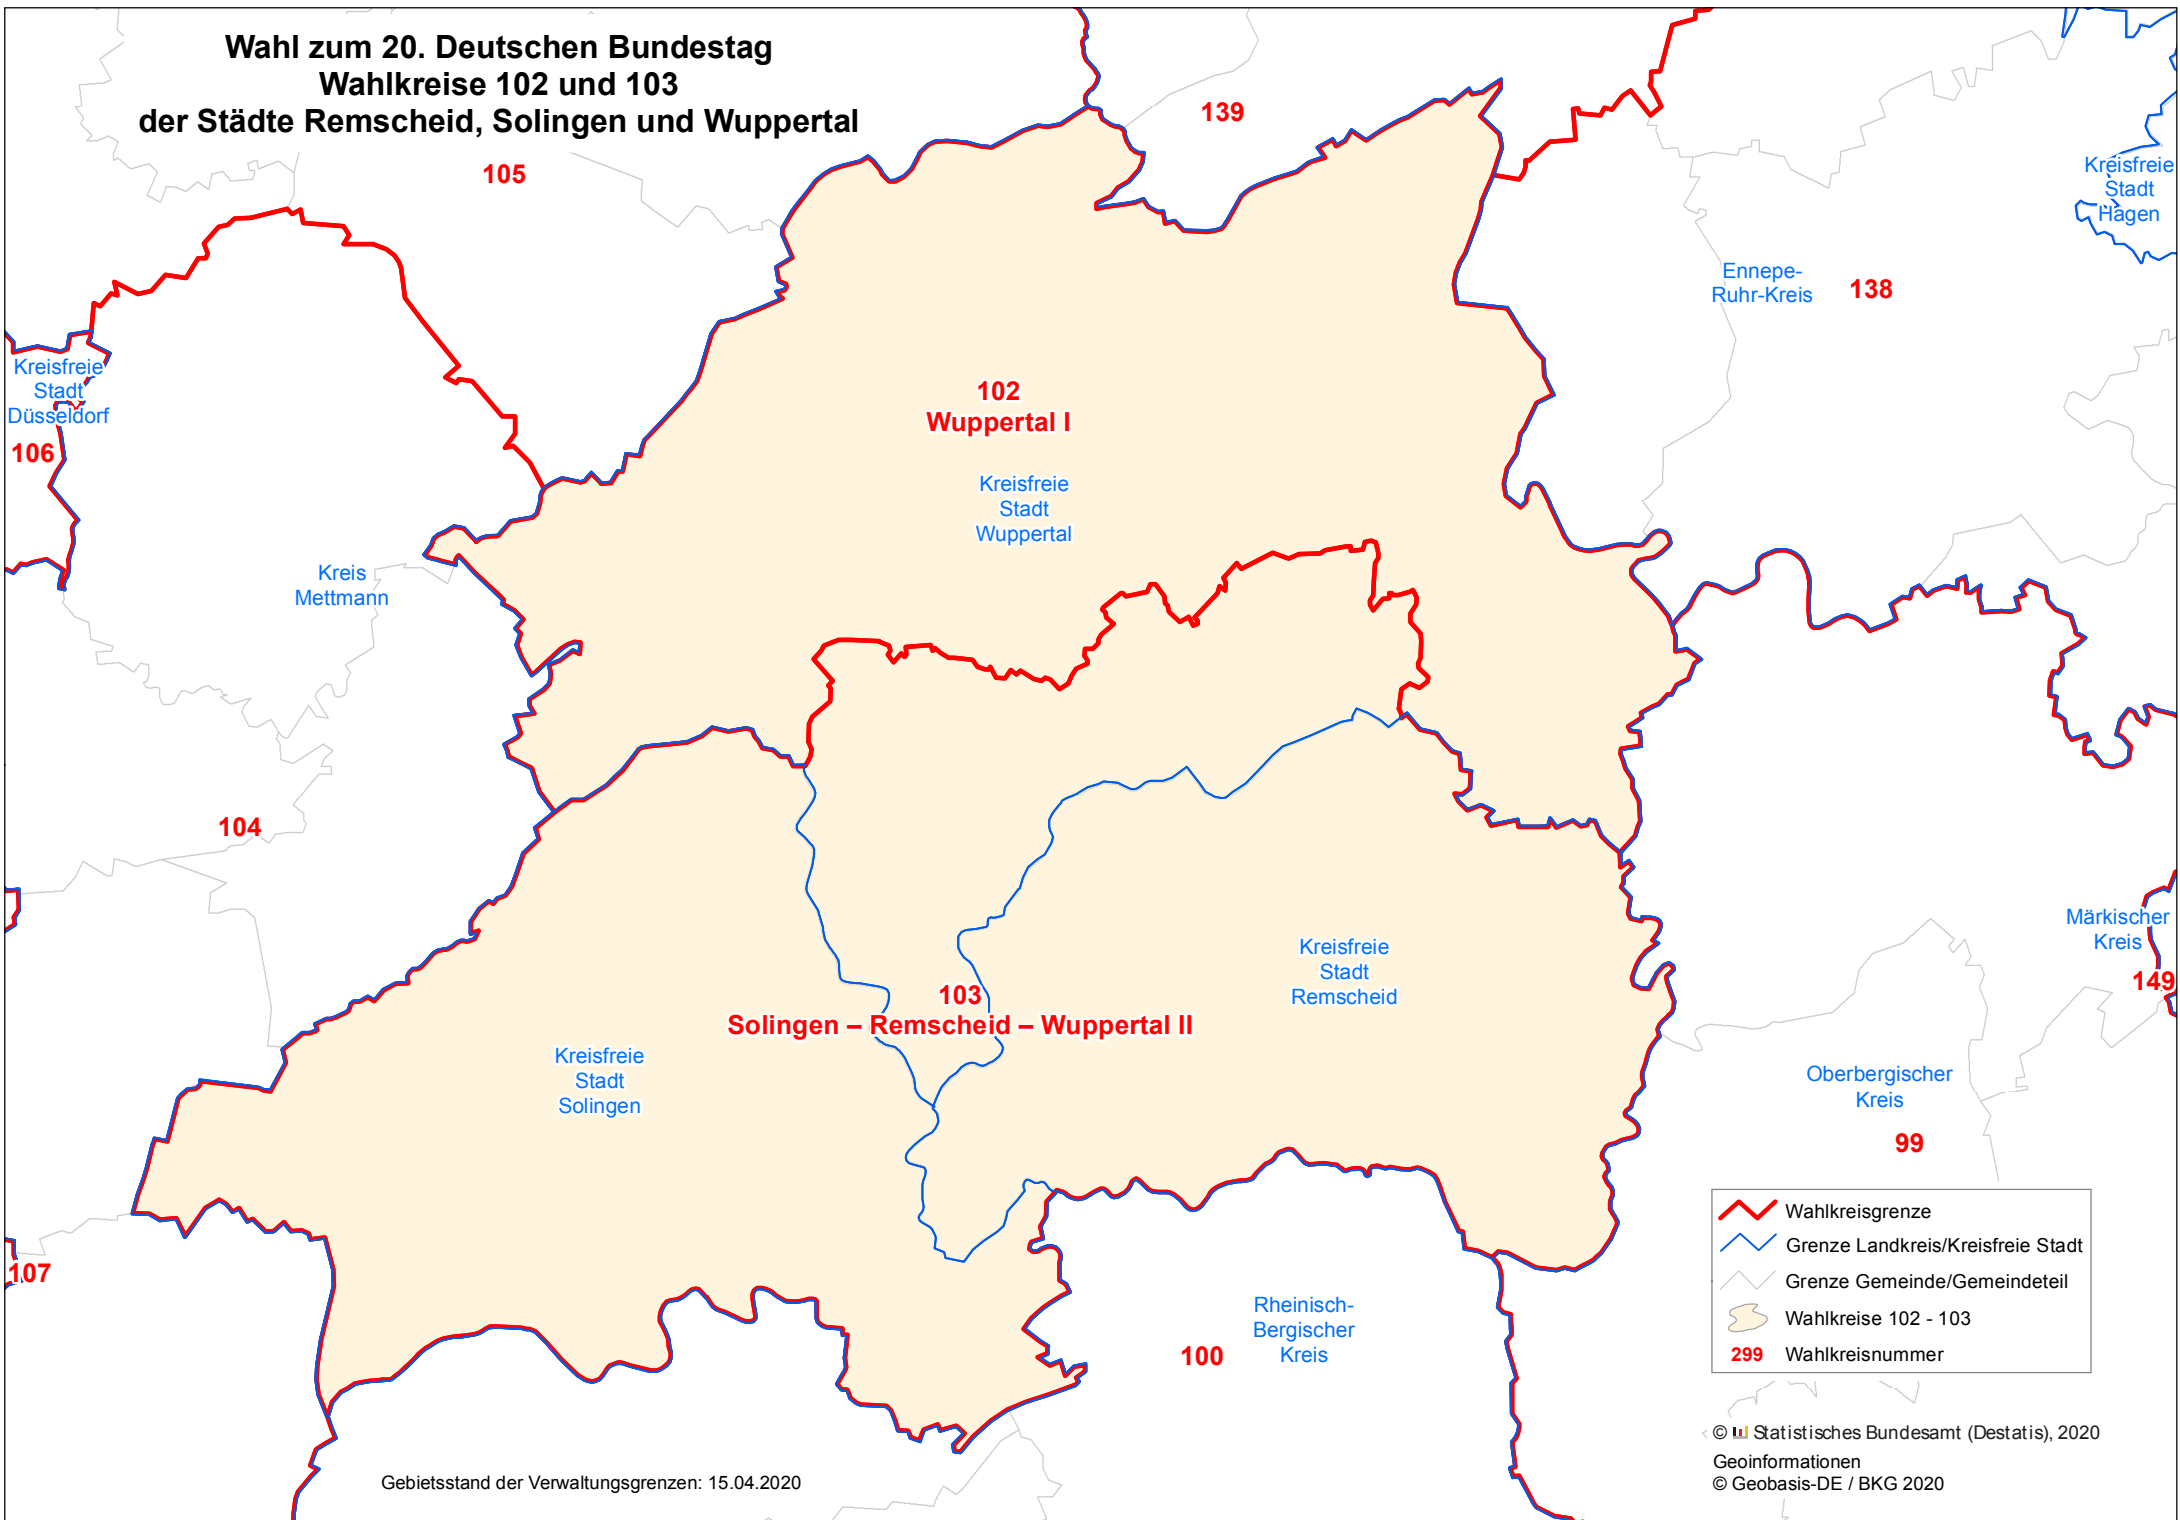 Wahl zum 20. Deutschen Bundestag
Wahlkreise 102 und 103
der Städte Remscheid, Solingen und Wuppertal
139
105
Kreisfreie
Stadt
Hagen
Ennepe-
Ruhr-Kreis
138
Kreisfreie
Stadt
Düsseldorf
106
102
Wuppertal I
Kreisfreie
Stadt
Wuppertal
Kreis
Mettmann
104
Märkischer
Kreis
149
Kreisfreie
Stadt
Remscheid
103
Solingen – Remscheid – Wuppertal II
Kreisfreie
Stadt
Solingen
Oberbergischer
Kreis
99
107
Rheinisch-
Bergischer
Kreis
100
Wahlkreisgrenze
Grenze Landkreis/Kreisfreie Stadt
Grenze Gemeinde/Gemeindeteil
Wahlkreise 102 - 103
299 Wahlkreisnummer
© Statistisches Bundesamt (Destatis), 2020
Geoinformationen
© Geobasis-DE / BKG 2020
Gebietsstand der Verwaltungsgrenzen: 15.04.2020